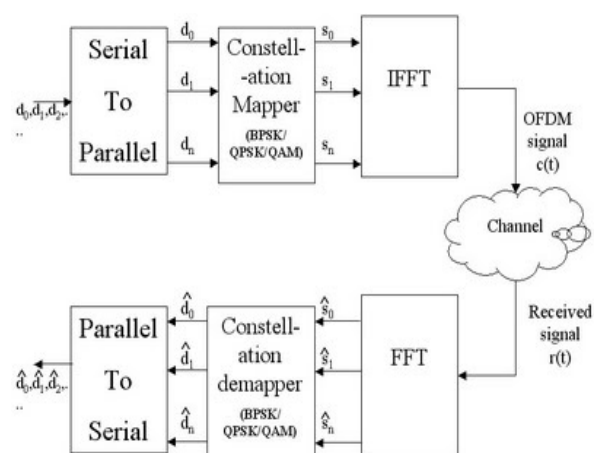 d₀,d₁,d₂,.
..
Serial
To
Parallel
d₀
d₁
dₙ
Constell-
-ation
Mapper
(BPSK/
QPSK/QAM)
s₀
s₁
sₙ
IFFT
OFDM
signal
c(t)
Channel
Received
signal
r(t)
FFT
ŝ₀
ŝ₁
ŝₙ
Constell-
ation
demapper
(BPSK/
QPSK/QAM)
d̂₀
d̂₁
d̂ₙ
Parallel
To
Serial
d̂₀,d̂₁,d̂₂,.
..